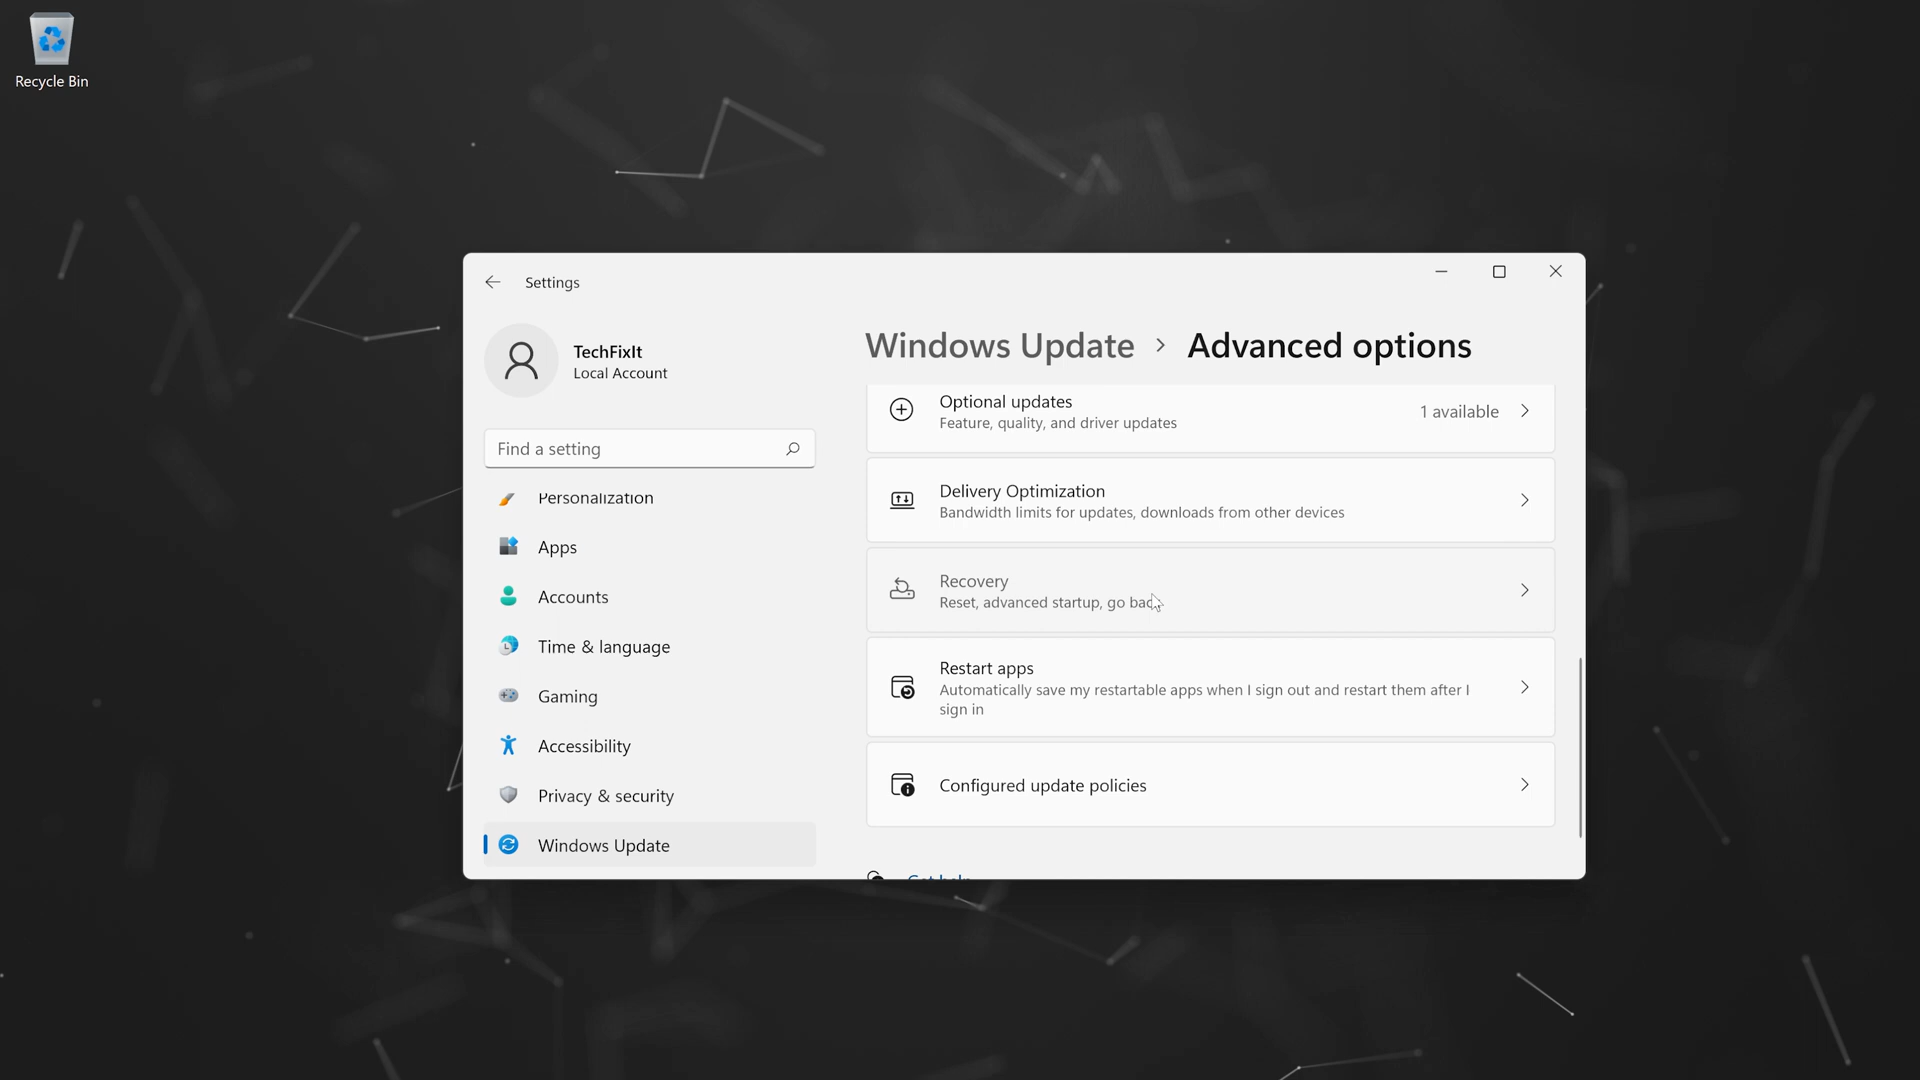 Recycle Bin
Settings
TechFixIt
Local Account
Find a setting
Personalization
Apps
Accounts
Time & language
Gaming
Accessibility
Privacy & security
Windows Update
Windows Update > Advanced options
Optional updates
Feature, quality, and driver updates
1 available
Delivery Optimization
Bandwidth limits for updates, downloads from other devices
Recovery
Reset, advanced startup, go back
Restart apps
Automatically save my restartable apps when I sign out and restart them after I
sign in
Configured update policies
Get help